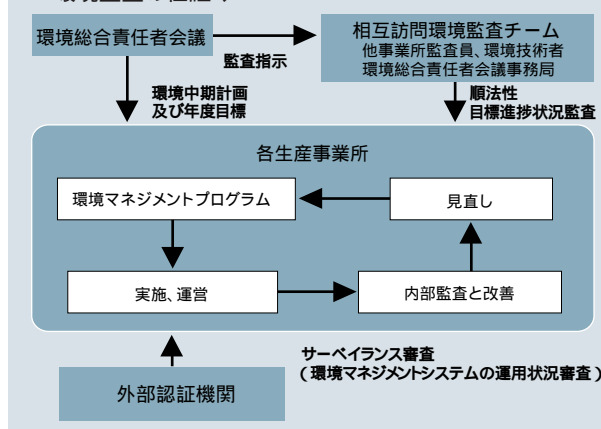 環境総合責任者会議
監査指示
相互訪問環境監査チーム
他事業所監査員、環境技術者
環境総合責任者会議事務局
環境中期計画
及び年度目標
順法性
目標進捗状況監査
各生産事業所
環境マネジメントプログラム
見直し
実施、運営
内部監査と改善
サーベイランス審査
(環境マネジメントシステムの運用状況審査)
外部認証機関